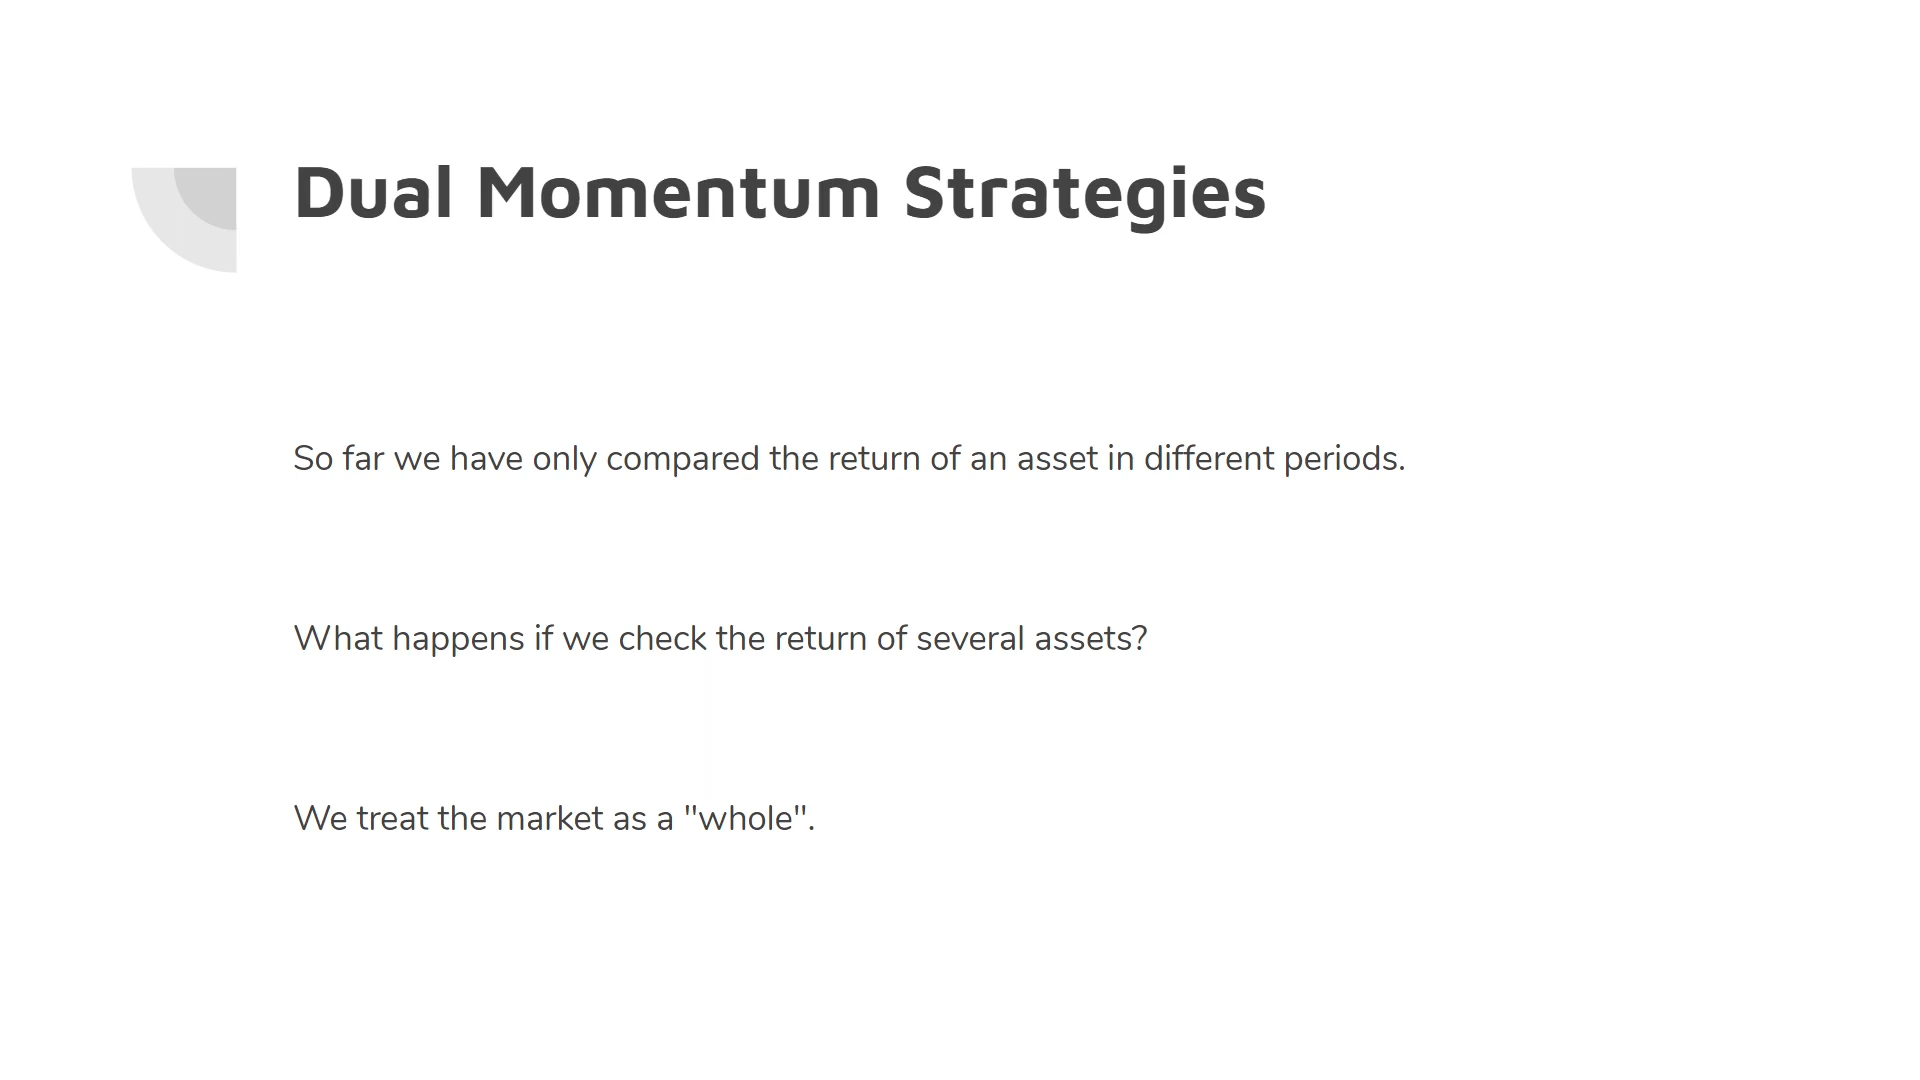 Dual Momentum Strategies
So far we have only compared the return of an asset in different periods.
What happens if we check the return of several assets?
We treat the market as a "whole".